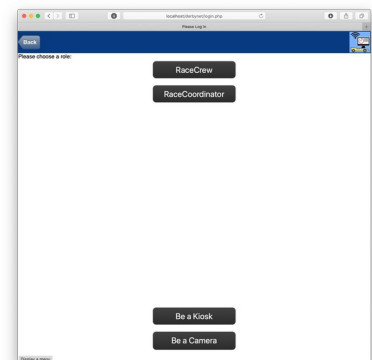 localhost/derbynet/login.php
Please Log In
Back
Please choose a role:
RaceCrew
RaceCoordinator
Be a Kiosk
Be a Camera
Display a menu